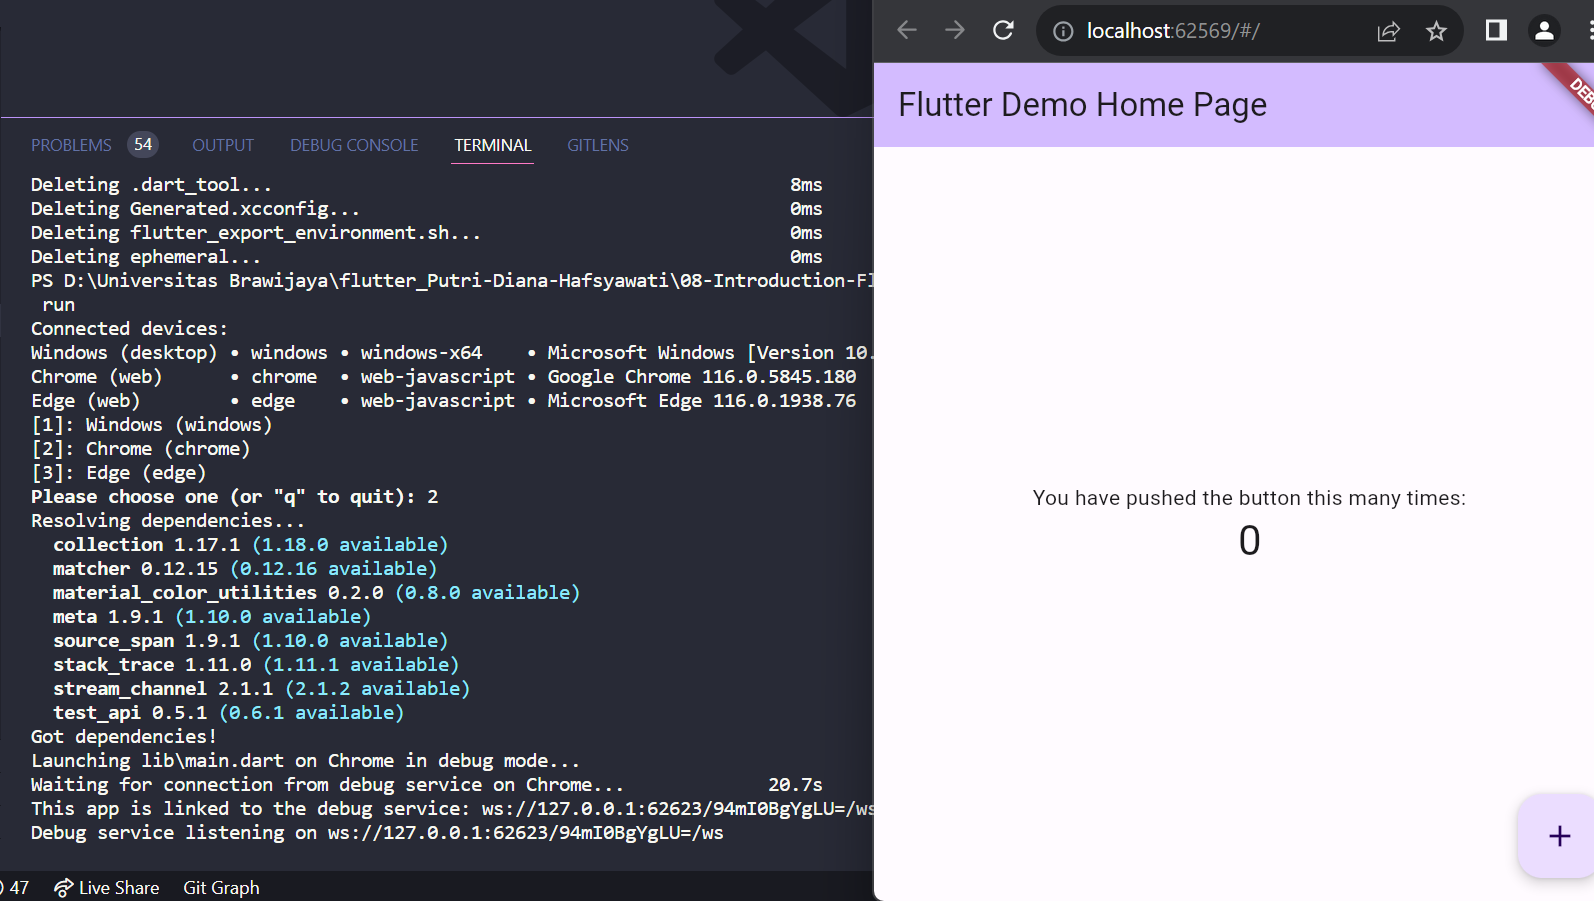 PROBLEMS 54 OUTPUT DEBUG CONSOLE TERMINAL GITLENS
Deleting .dart_tool... 8ms
Deleting Generated.xcconfig... 0ms
Deleting flutter_export_environment.sh... 0ms
Deleting ephemeral... 0ms
PS D:\Universitas Brawijaya\flutter_Putri-Diana-Hafsyawati\08-Introduction-Fl
run
Connected devices:
Windows (desktop) • windows • windows-x64 • Microsoft Windows [Version 10.
Chrome (web) • chrome • web-javascript • Google Chrome 116.0.5845.180
Edge (web) • edge • web-javascript • Microsoft Edge 116.0.1938.76
[1]: Windows (windows)
[2]: Chrome (chrome)
[3]: Edge (edge)
Please choose one (or "q" to quit): 2
Resolving dependencies...
collection 1.17.1 (1.18.0 available)
matcher 0.12.15 (0.12.16 available)
material_color_utilities 0.2.0 (0.8.0 available)
meta 1.9.1 (1.10.0 available)
source_span 1.9.1 (1.10.0 available)
stack_trace 1.11.0 (1.11.1 available)
stream_channel 2.1.1 (2.1.2 available)
test_api 0.5.1 (0.6.1 available)
Got dependencies!
Launching lib\main.dart on Chrome in debug mode...
Waiting for connection from debug service on Chrome... 20.7s
This app is linked to the debug service: ws://127.0.0.1:62623/94mI0BgYgLU=/ws
Debug service listening on ws://127.0.0.1:62623/94mI0BgYgLU=/ws
47 Live Share Git Graph
localhost:62569/#/
Flutter Demo Home Page
DEBU
You have pushed the button this many times:
0
+